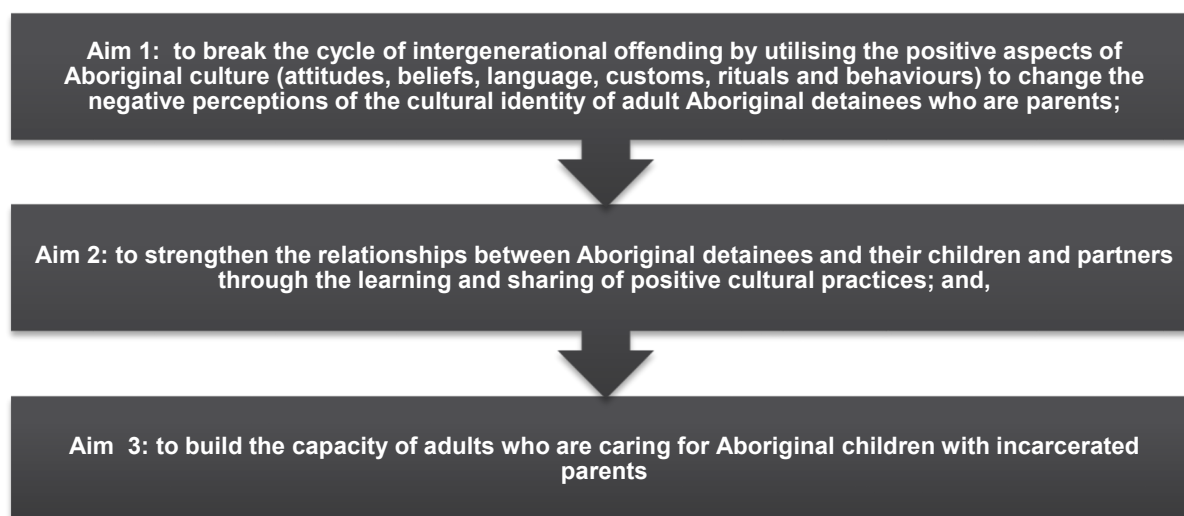 Aim 1:  to break the cycle of intergenerational offending by utilising the positive aspects of
Aboriginal culture (attitudes, beliefs, language, customs, rituals and behaviours) to change the
negative perceptions of the cultural identity of adult Aboriginal detainees who are parents;
Aim 2: to strengthen the relationships between Aboriginal detainees and their children and partners
through the learning and sharing of positive cultural practices; and,
Aim  3: to build the capacity of adults who are caring for Aboriginal children with incarcerated
parents